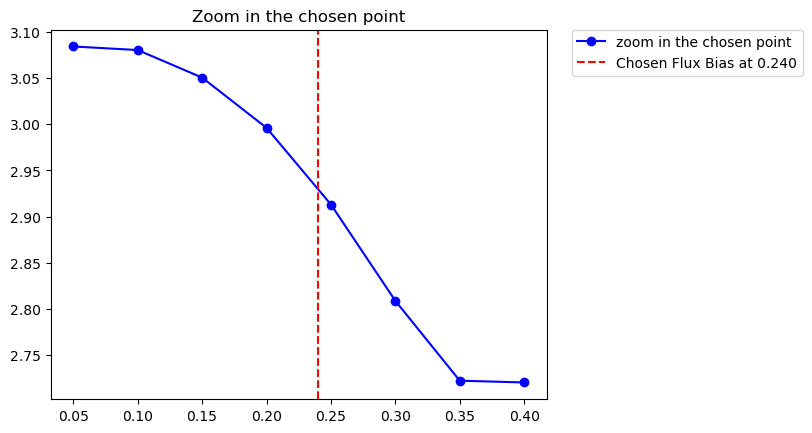 Zoom in the chosen point
zoom in the chosen point
Chosen Flux Bias at 0.240
3.10
3.05
3.00
2.95
2.90
2.85
2.80
2.75
0.05 0.10 0.15 0.20 0.25 0.30 0.35 0.40